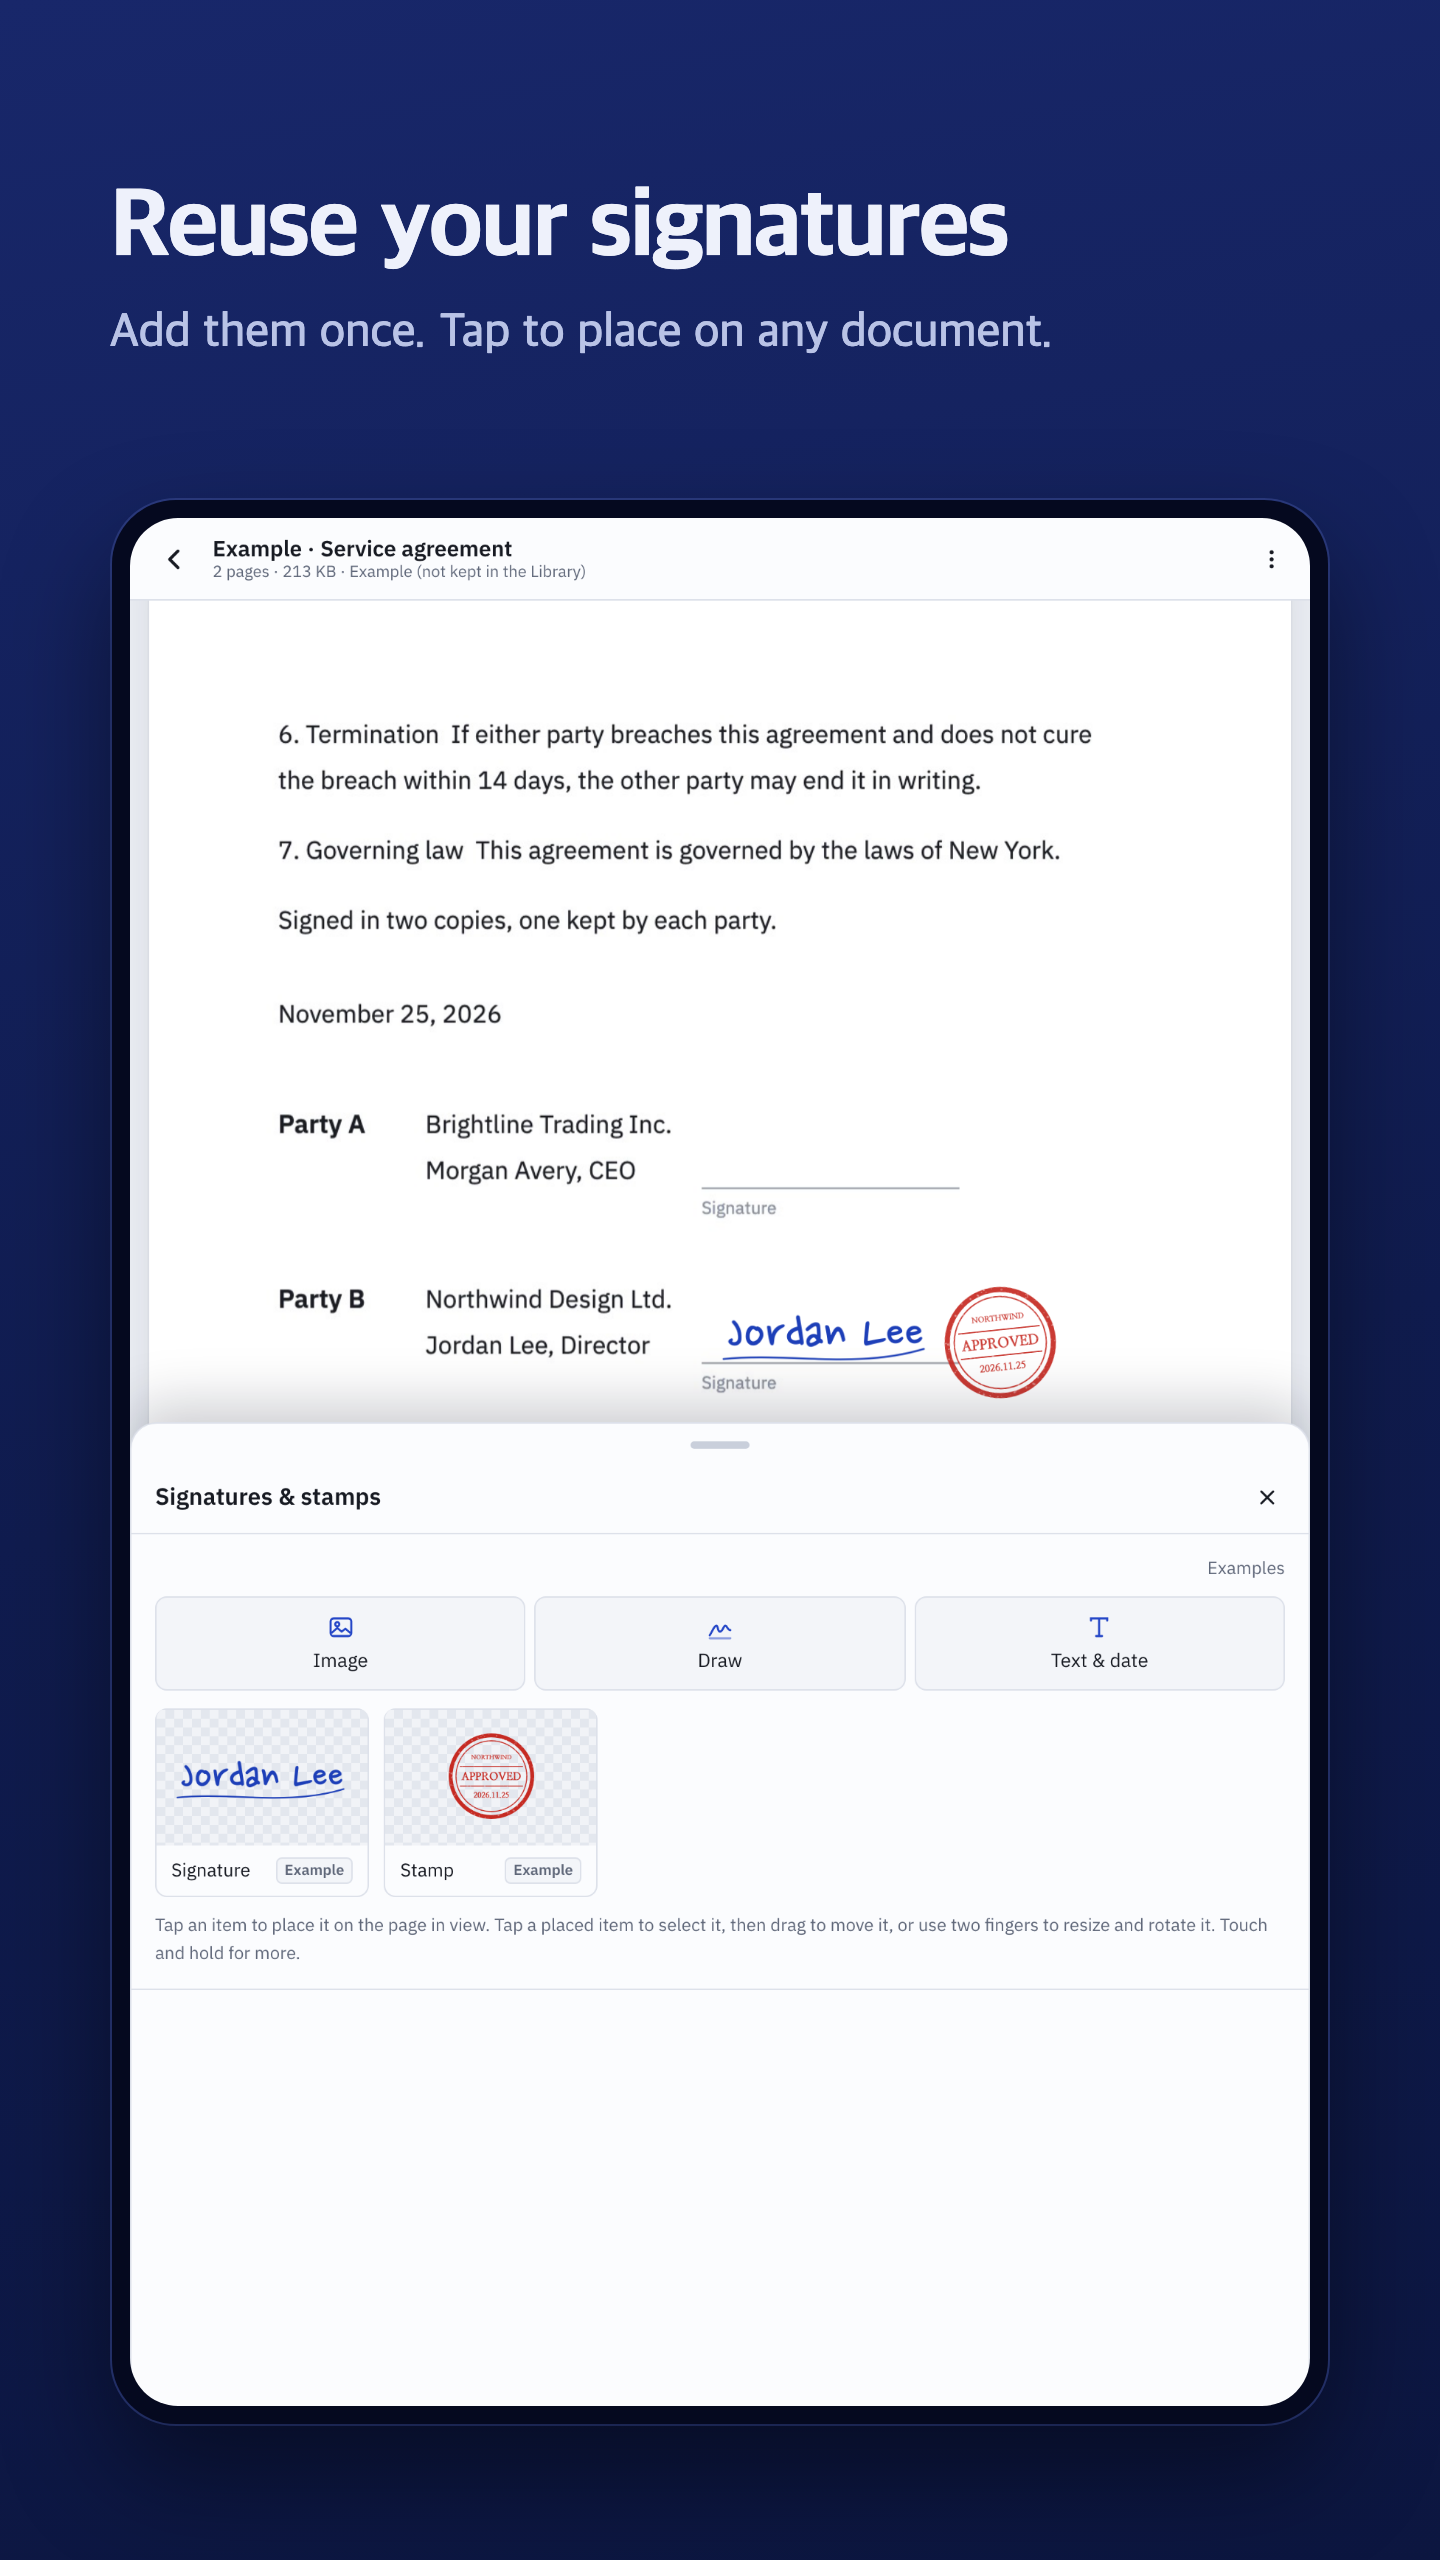 Reuse your signatures
Add them once. Tap to place on any document.
Example · Service agreement
2 pages · 213 KB · Example (not kept in the Library)
6. Termination If either party breaches this agreement and does not cure
the breach within 14 days, the other party may end it in writing.
7. Governing law This agreement is governed by the laws of New York.
Signed in two copies, one kept by each party.
November 25, 2026
Party A Brightline Trading Inc.
Morgan Avery, CEO
Signature
Party B Northwind Design Ltd.
Jordan Lee, Director
Jordan Lee
Signature
NORTHWIND
APPROVED
2026.11.25
Signatures & stamps
Examples
Image
Draw
Text & date
Jordan Lee
NORTHWIND
APPROVED
2026.11.25
Signature Example
Stamp Example
Tap an item to place it on the page in view. Tap a placed item to select it, then drag to move it, or use two fingers to resize and rotate it. Touch
and hold for more.